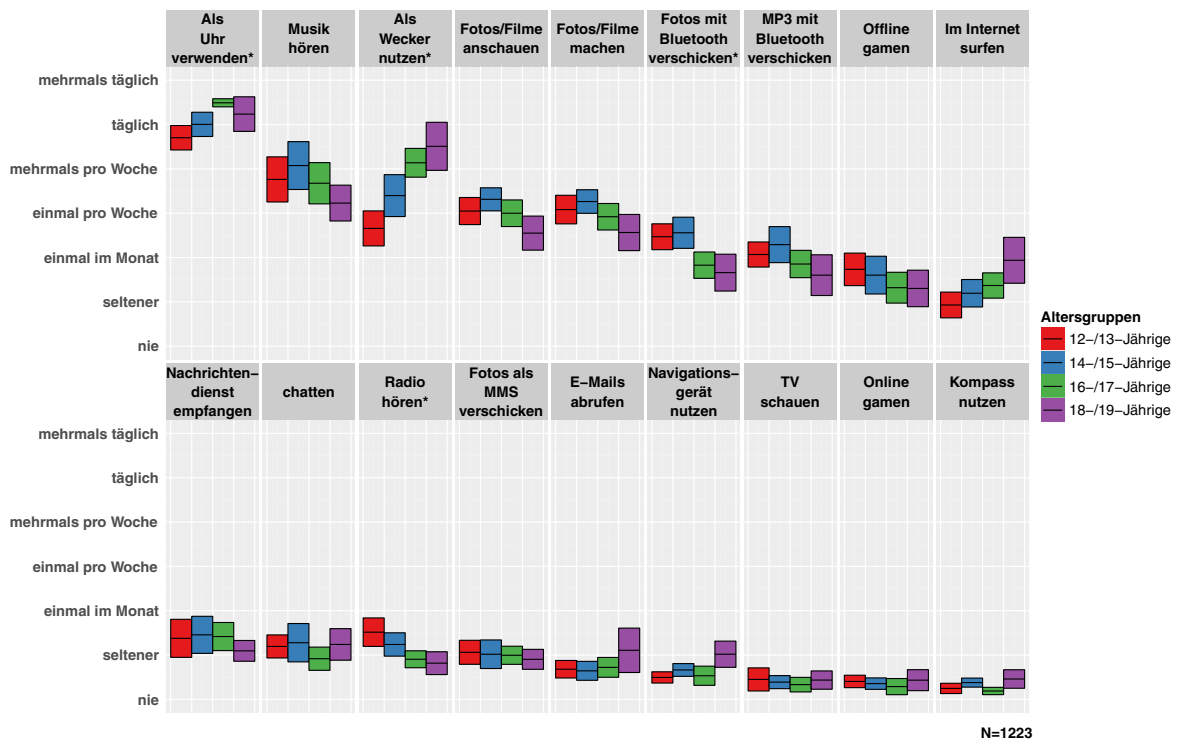 Als
Uhr
verwenden*
Musik
hören
Als
Wecker
nutzen*
Fotos/Filme
anschauen
Fotos/Filme
machen
Fotos mit
Bluetooth
verschicken*
MP3 mit
Bluetooth
verschicken
Offline
gamen
Im Internet
surfen
mehrmals täglich
täglich
mehrmals pro Woche
einmal pro Woche
einmal im Monat
seltener
nie
Nachrichten−
dienst
empfangen
chatten
Radio
hören*
Fotos als
MMS
verschicken
E−Mails
abrufen
Navigations−
gerät
nutzen
TV
schauen
Online
gamen
Kompass
nutzen
mehrmals täglich
täglich
mehrmals pro Woche
einmal pro Woche
einmal im Monat
seltener
nie
Altersgruppen
12−/13−Jährige
14−/15−Jährige
16−/17−Jährige
18−/19−Jährige
N=1223